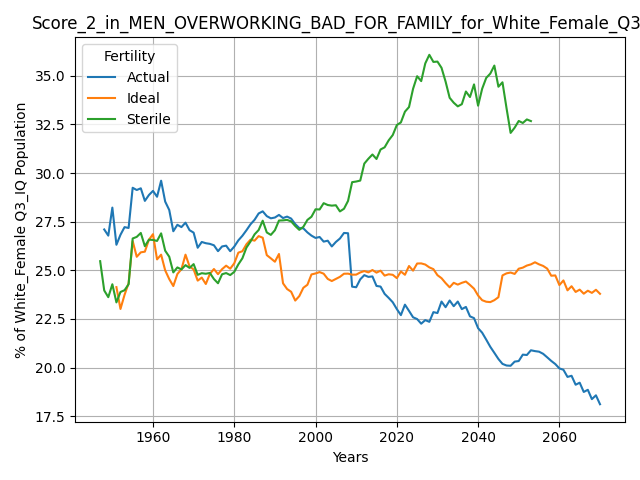 Score_2_in_MEN_OVERWORKING_BAD_FOR_FAMILY_for_White_Female_Q3
Fertility
Actual
Ideal
Sterile
% of White_Female Q3_IQ Population
35.0
32.5
30.0
27.5
25.0
22.5
20.0
17.5
1960
1980
2000
2020
2040
2060
Years